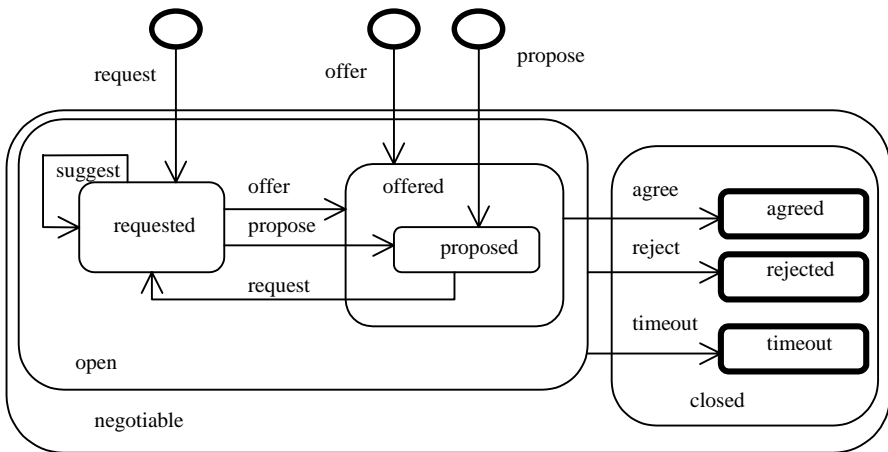 request
offer
propose
suggest
requested
offer
propose
request
offered
proposed
agree
reject
timeout
agreed
rejected
timeout
open
closed
negotiable